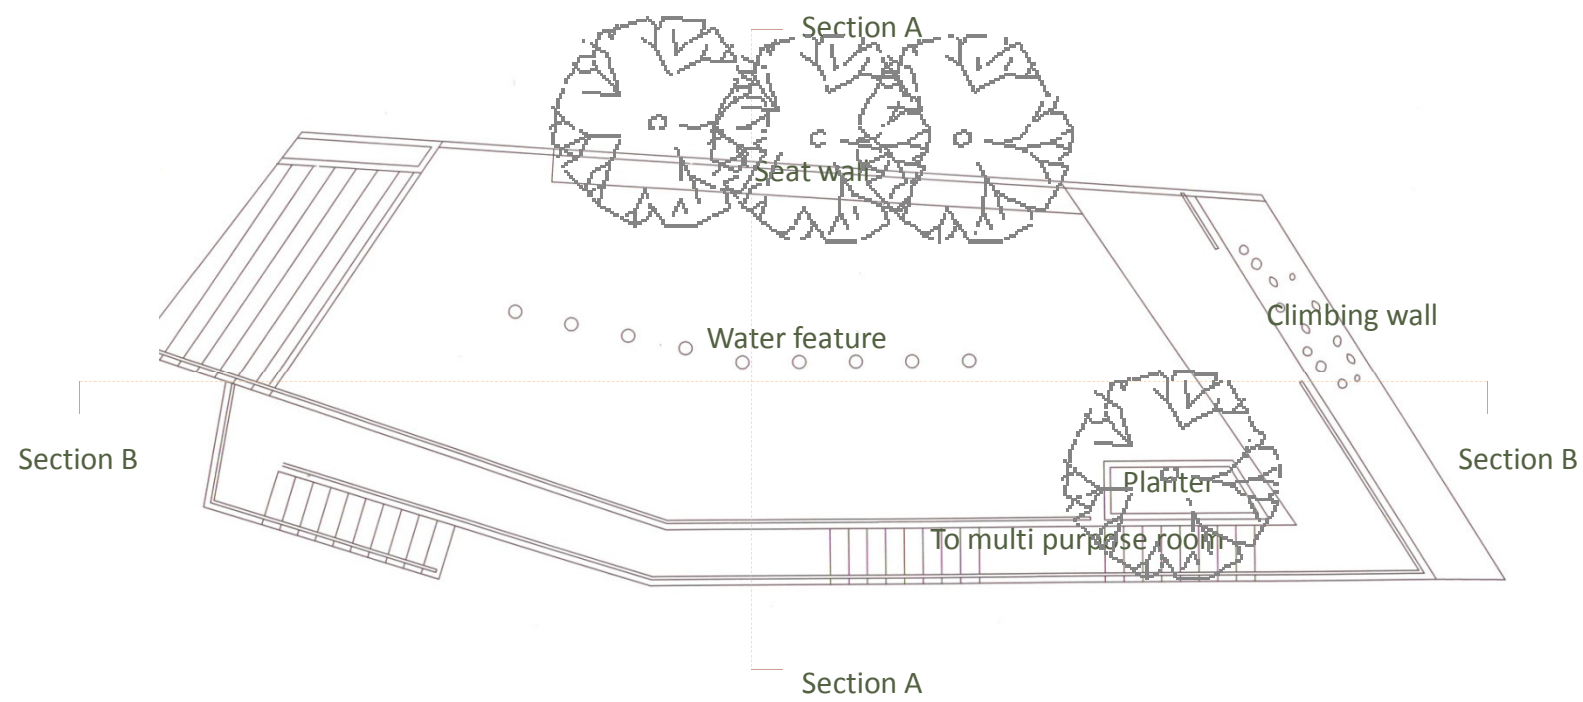 Section A
Seat wall
Climbing wall
Water feature
Section B
Section B
Planter
To multi purpose room
Section A